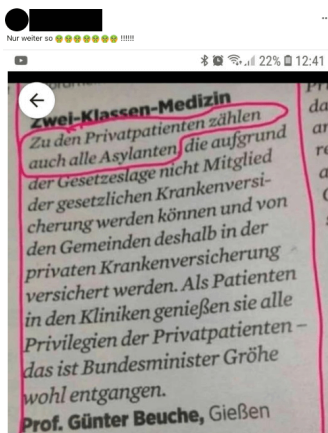 Nur weiter so 🤢🤢🤢🤢🤢🤢🤢 !!!!!!
22% 12:41
Zwei-Klassen-Medizin
Zu den Privatpatienten zählen
auch alle Asylanten, die aufgrund
der Gesetzeslage nicht Mitglied
der gesetzlichen Krankenversi-
cherung werden können und von
den Gemeinden deshalb in der
privaten Krankenversicherung
versichert werden. Als Patienten
in den Kliniken genießen sie alle
Privilegien der Privatpatienten –
das ist Bundesminister Gröhe
wohl entgangen.
Prof. Günter Beuche, Gießen